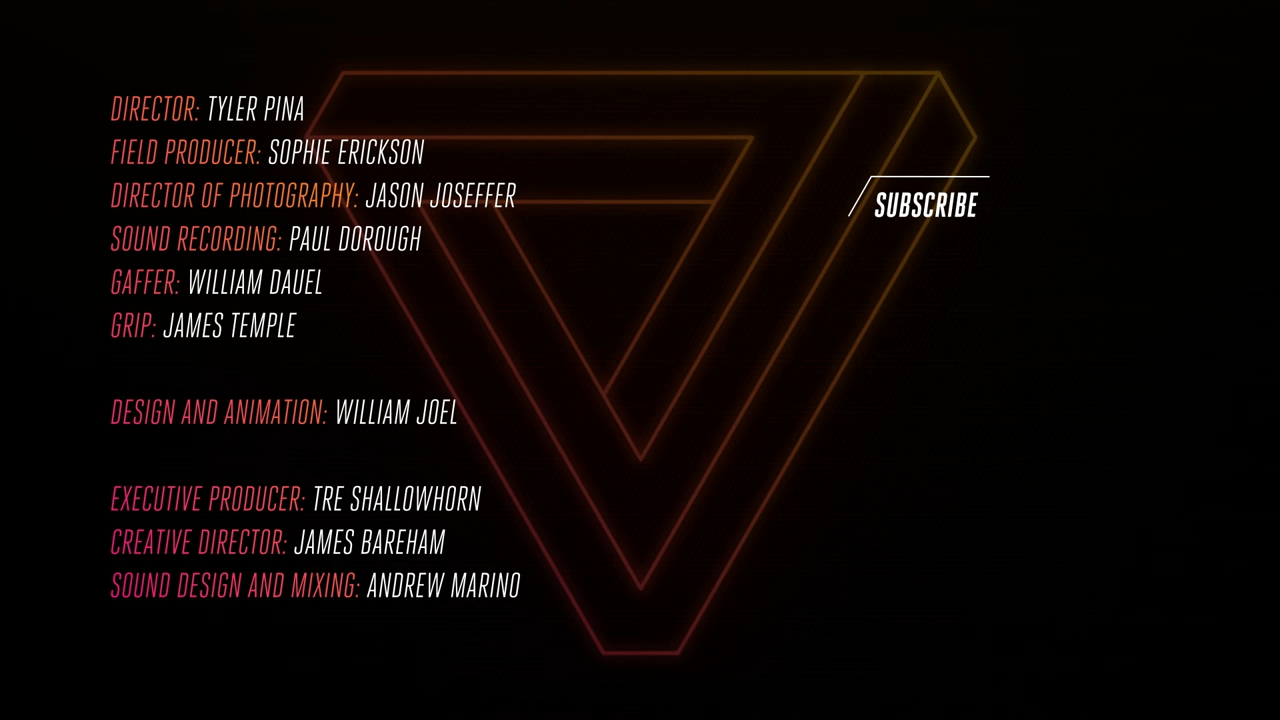 DIRECTOR: TYLER PINA
FIELD PRODUCER: SOPHIE ERICKSON
DIRECTOR OF PHOTOGRAPHY: JASON JOSEFFER
SOUND RECORDING: PAUL DOROUGH
GAFFER: WILLIAM DAUEL
GRIP: JAMES TEMPLE
DESIGN AND ANIMATION: WILLIAM JOEL
EXECUTIVE PRODUCER: TRE SHALLOWHORN
CREATIVE DIRECTOR: JAMES BAREHAM
SOUND DESIGN AND MIXING: ANDREW MARINO
SUBSCRIBE